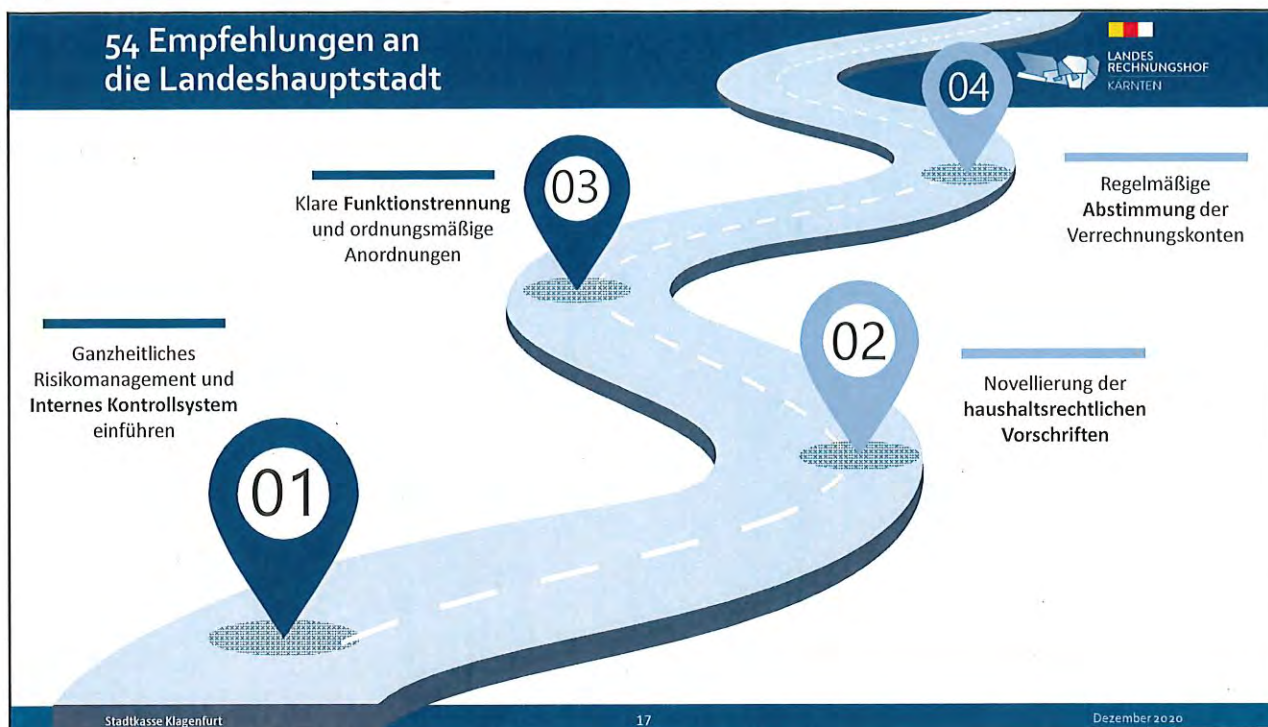 54 Empfehlungen an
die Landeshauptstadt
LANDES
RECHNUNGSHOF
KÄRNTEN
04
Regelmäßige
Abstimmung der
Verrechnungskonten
03
Klare Funktionstrennung
und ordnungsmäßige
Anordnungen
02
Novellierung der
haushaltsrechtlichen
Vorschriften
Ganzheitliches
Risikomanagement und
Internes Kontrollsystem
einführen
01
Stadtkasse Klagenfurt
17
Dezember 2020